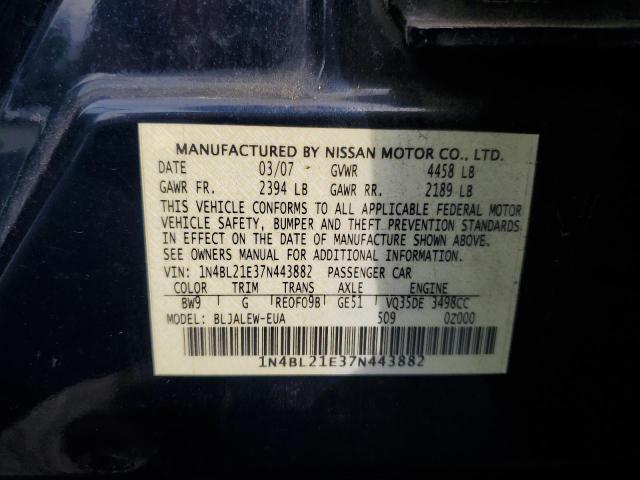 MANUFACTURED BY NISSAN MOTOR CO., LTD.
DATE 03/07 GVWR 4458 LB
GAWR FR. 2394 LB GAWR RR. 2189 LB
THIS VEHICLE CONFORMS TO ALL APPLICABLE FEDERAL MOTOR
VEHICLE SAFETY, BUMPER AND THEFT PREVENTION STANDARDS
IN EFFECT ON THE DATE OF MANUFACTURE SHOWN ABOVE.
SEE OWNERS MANUAL FOR ADDITIONAL INFORMATION.
VIN: 1N4BL21E37N443882 PASSENGER CAR
COLOR TRIM TRANS AXLE ENGINE
BW9 G RE0F09B GE51 VQ35DE 3498CC
MODEL: BLJALEW-EUA 509 0Z000
1N4BL21E37N443882